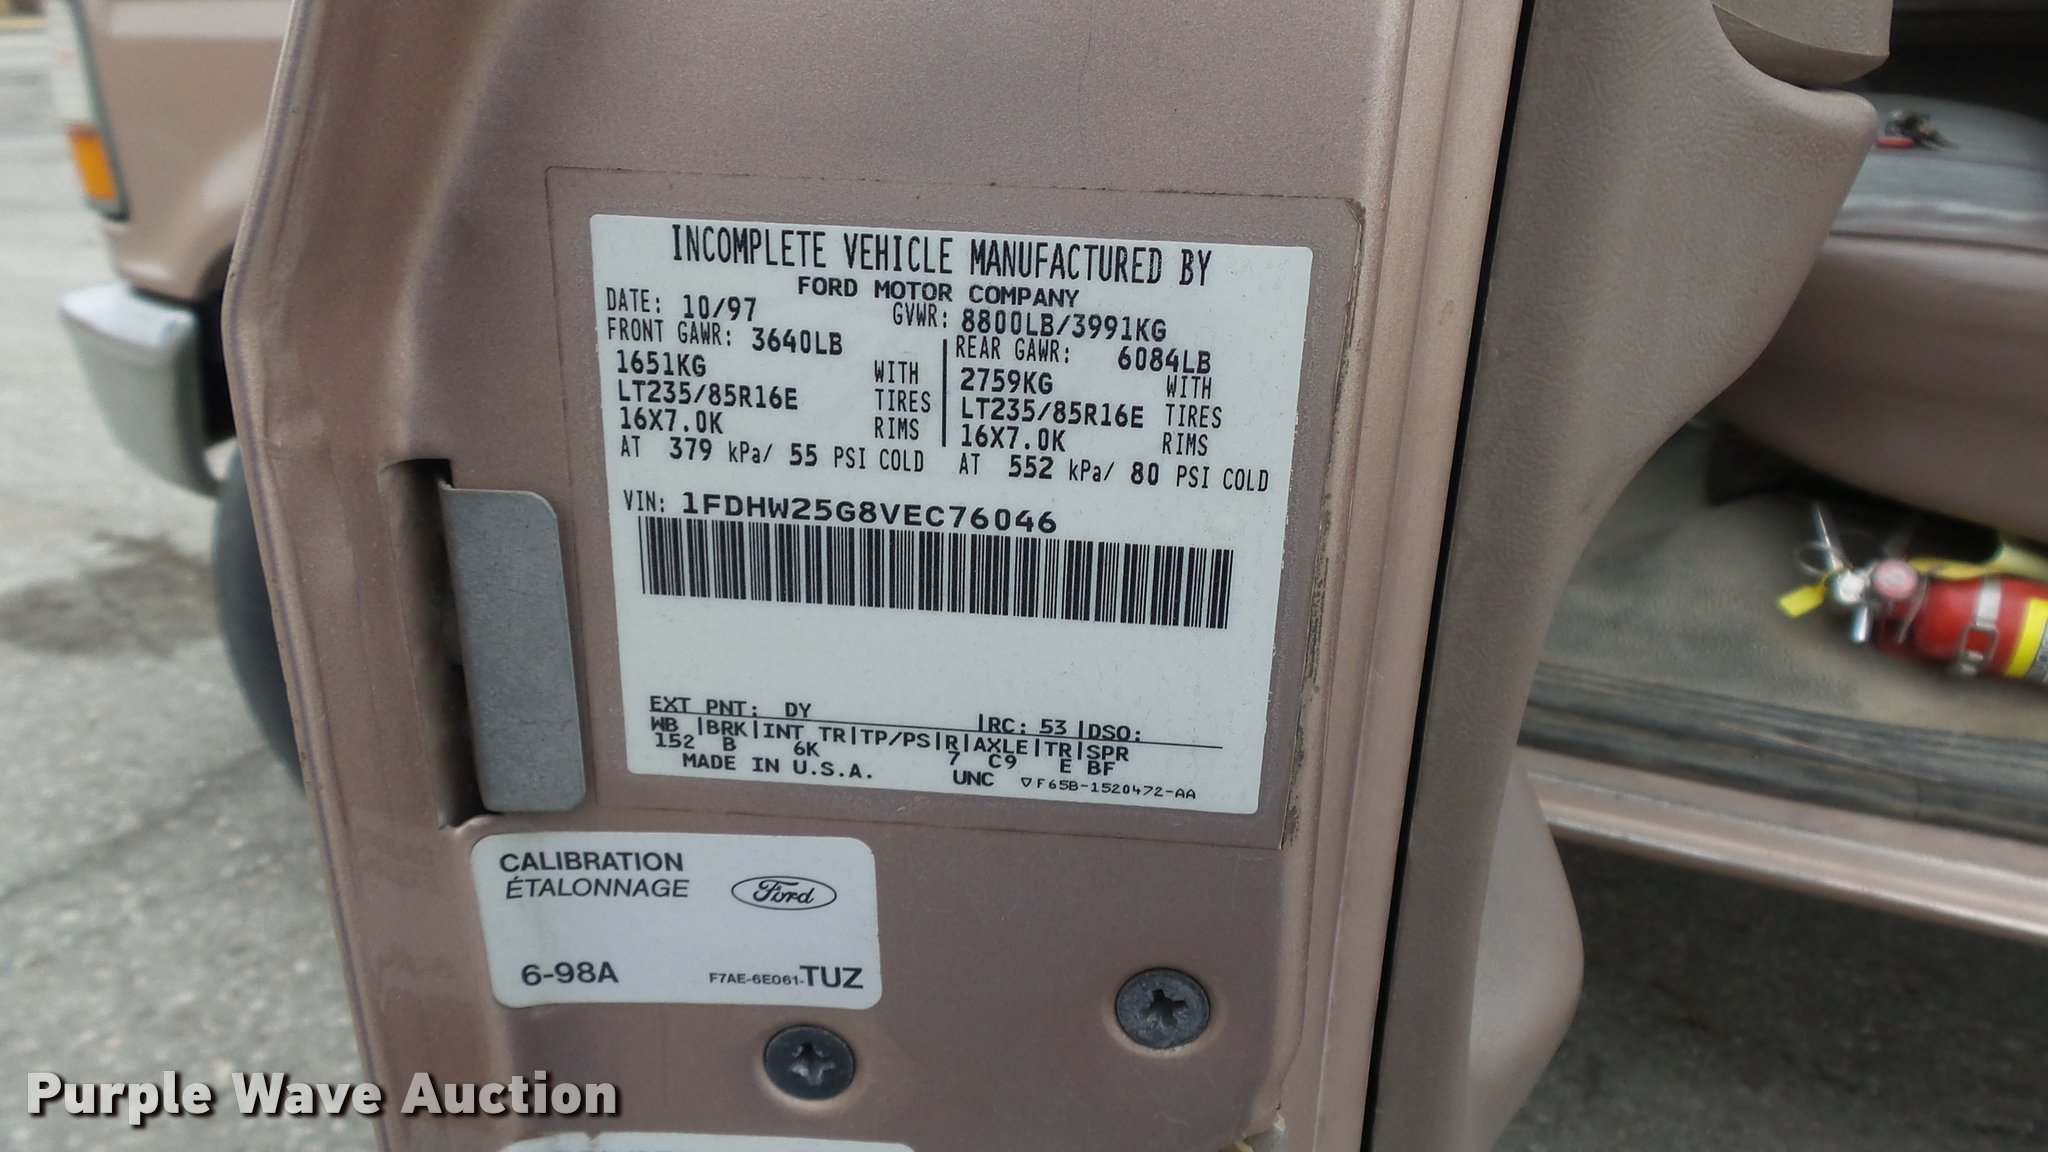 INCOMPLETE VEHICLE MANUFACTURED BY
FORD MOTOR COMPANY
DATE: 10/97 GVWR: 8800LB/3991KG
FRONT GAWR: 3640LB REAR GAWR: 6084LB
1651KG WITH 2759KG WITH
LT235/85R16E TIRES LT235/85R16E TIRES
16X7.0K RIMS 16X7.0K RIMS
AT 379 kPa/ 55 PSI COLD AT 552 kPa/ 80 PSI COLD
VIN: 1FDHW25G8VEC76046
EXT PNT: DY |RC: 53 |DSO:
WB |BRK|INT TR|TP/PS|R|AXLE|TR|SPR
152 B 6K 7 C9 E BF
MADE IN U.S.A. UNC ▽F65B-1520472-AA
CALIBRATION
ÉTALONNAGE
Ford
6-98A F7AE-6E061-TUZ
Purple Wave Auction